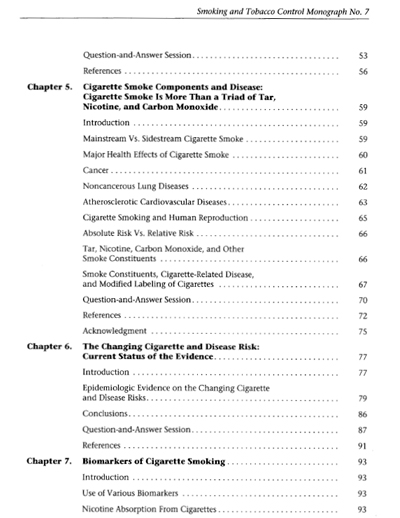 Smoking and Tobacco Control Monograph No. 7
Question-and-Answer Session . . . . . . . . . . . . . . . . . . . . . . . . . . . . . . . 53
References . . . . . . . . . . . . . . . . . . . . . . . . . . . . . . . . . . . . . . . . . . . . . 56
Chapter 5. Cigarette Smoke Components and Disease:
Cigarette Smoke Is More Than a Triad of Tar,
Nicotine, and Carbon Monoxide . . . . . . . . . . . . . . . . . . . . . . . . . 59
Introduction . . . . . . . . . . . . . . . . . . . . . . . . . . . . . . . . . . . . . . . . . . . . 59
Mainstream Vs. Sidestream Cigarette Smoke . . . . . . . . . . . . . . . . . . . . 59
Major Health Effects of Cigarette Smoke . . . . . . . . . . . . . . . . . . . . . . . 60
Cancer . . . . . . . . . . . . . . . . . . . . . . . . . . . . . . . . . . . . . . . . . . . . . . . . 61
Noncancerous Lung Diseases . . . . . . . . . . . . . . . . . . . . . . . . . . . . . . . 62
Atherosclerotic Cardiovascular Diseases . . . . . . . . . . . . . . . . . . . . . . . . 63
Cigarette Smoking and Human Reproduction . . . . . . . . . . . . . . . . . . . 65
Absolute Risk Vs. Relative Risk . . . . . . . . . . . . . . . . . . . . . . . . . . . . . . 66
Tar, Nicotine, Carbon Monoxide, and Other
Smoke Constituents . . . . . . . . . . . . . . . . . . . . . . . . . . . . . . . . . . . . . . 66
Smoke Constituents, Cigarette-Related Disease,
and Modified Labeling of Cigarettes . . . . . . . . . . . . . . . . . . . . . . . . . . 67
Question-and-Answer Session . . . . . . . . . . . . . . . . . . . . . . . . . . . . . . . 70
References . . . . . . . . . . . . . . . . . . . . . . . . . . . . . . . . . . . . . . . . . . . . . 72
Acknowledgment . . . . . . . . . . . . . . . . . . . . . . . . . . . . . . . . . . . . . . . . 75
Chapter 6. The Changing Cigarette and Disease Risk:
Current Status of the Evidence . . . . . . . . . . . . . . . . . . . . . . . . . . 77
Introduction . . . . . . . . . . . . . . . . . . . . . . . . . . . . . . . . . . . . . . . . . . . . 77
Epidemiologic Evidence on the Changing Cigarette
and Disease Risks . . . . . . . . . . . . . . . . . . . . . . . . . . . . . . . . . . . . . . . . 79
Conclusions . . . . . . . . . . . . . . . . . . . . . . . . . . . . . . . . . . . . . . . . . . . . 86
Question-and-Answer Session . . . . . . . . . . . . . . . . . . . . . . . . . . . . . . . 87
References . . . . . . . . . . . . . . . . . . . . . . . . . . . . . . . . . . . . . . . . . . . . . 91
Chapter 7. Biomarkers of Cigarette Smoking . . . . . . . . . . . . . . . . . . . . . . . . 93
Introduction . . . . . . . . . . . . . . . . . . . . . . . . . . . . . . . . . . . . . . . . . . . . 93
Use of Various Biomarkers . . . . . . . . . . . . . . . . . . . . . . . . . . . . . . . . . 93
Nicotine Absorption From Cigarettes . . . . . . . . . . . . . . . . . . . . . . . . . . 93